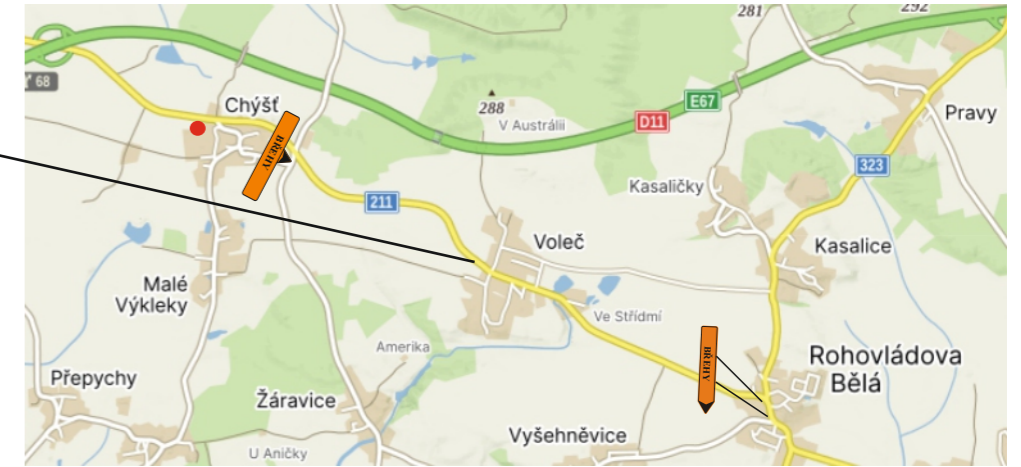 281
292
68
Chýšť
288
V Austrálii
E67
D11
Pravy
BŘEHY
323
Kasaličky
211
Voleč
Kasalice
Malé
Výkleky
Ve Střídmí
Amerika
BŘEHY
Rohovládova
Bělá
Přepychy
Žáravice
Vyšehněvice
U Aničky